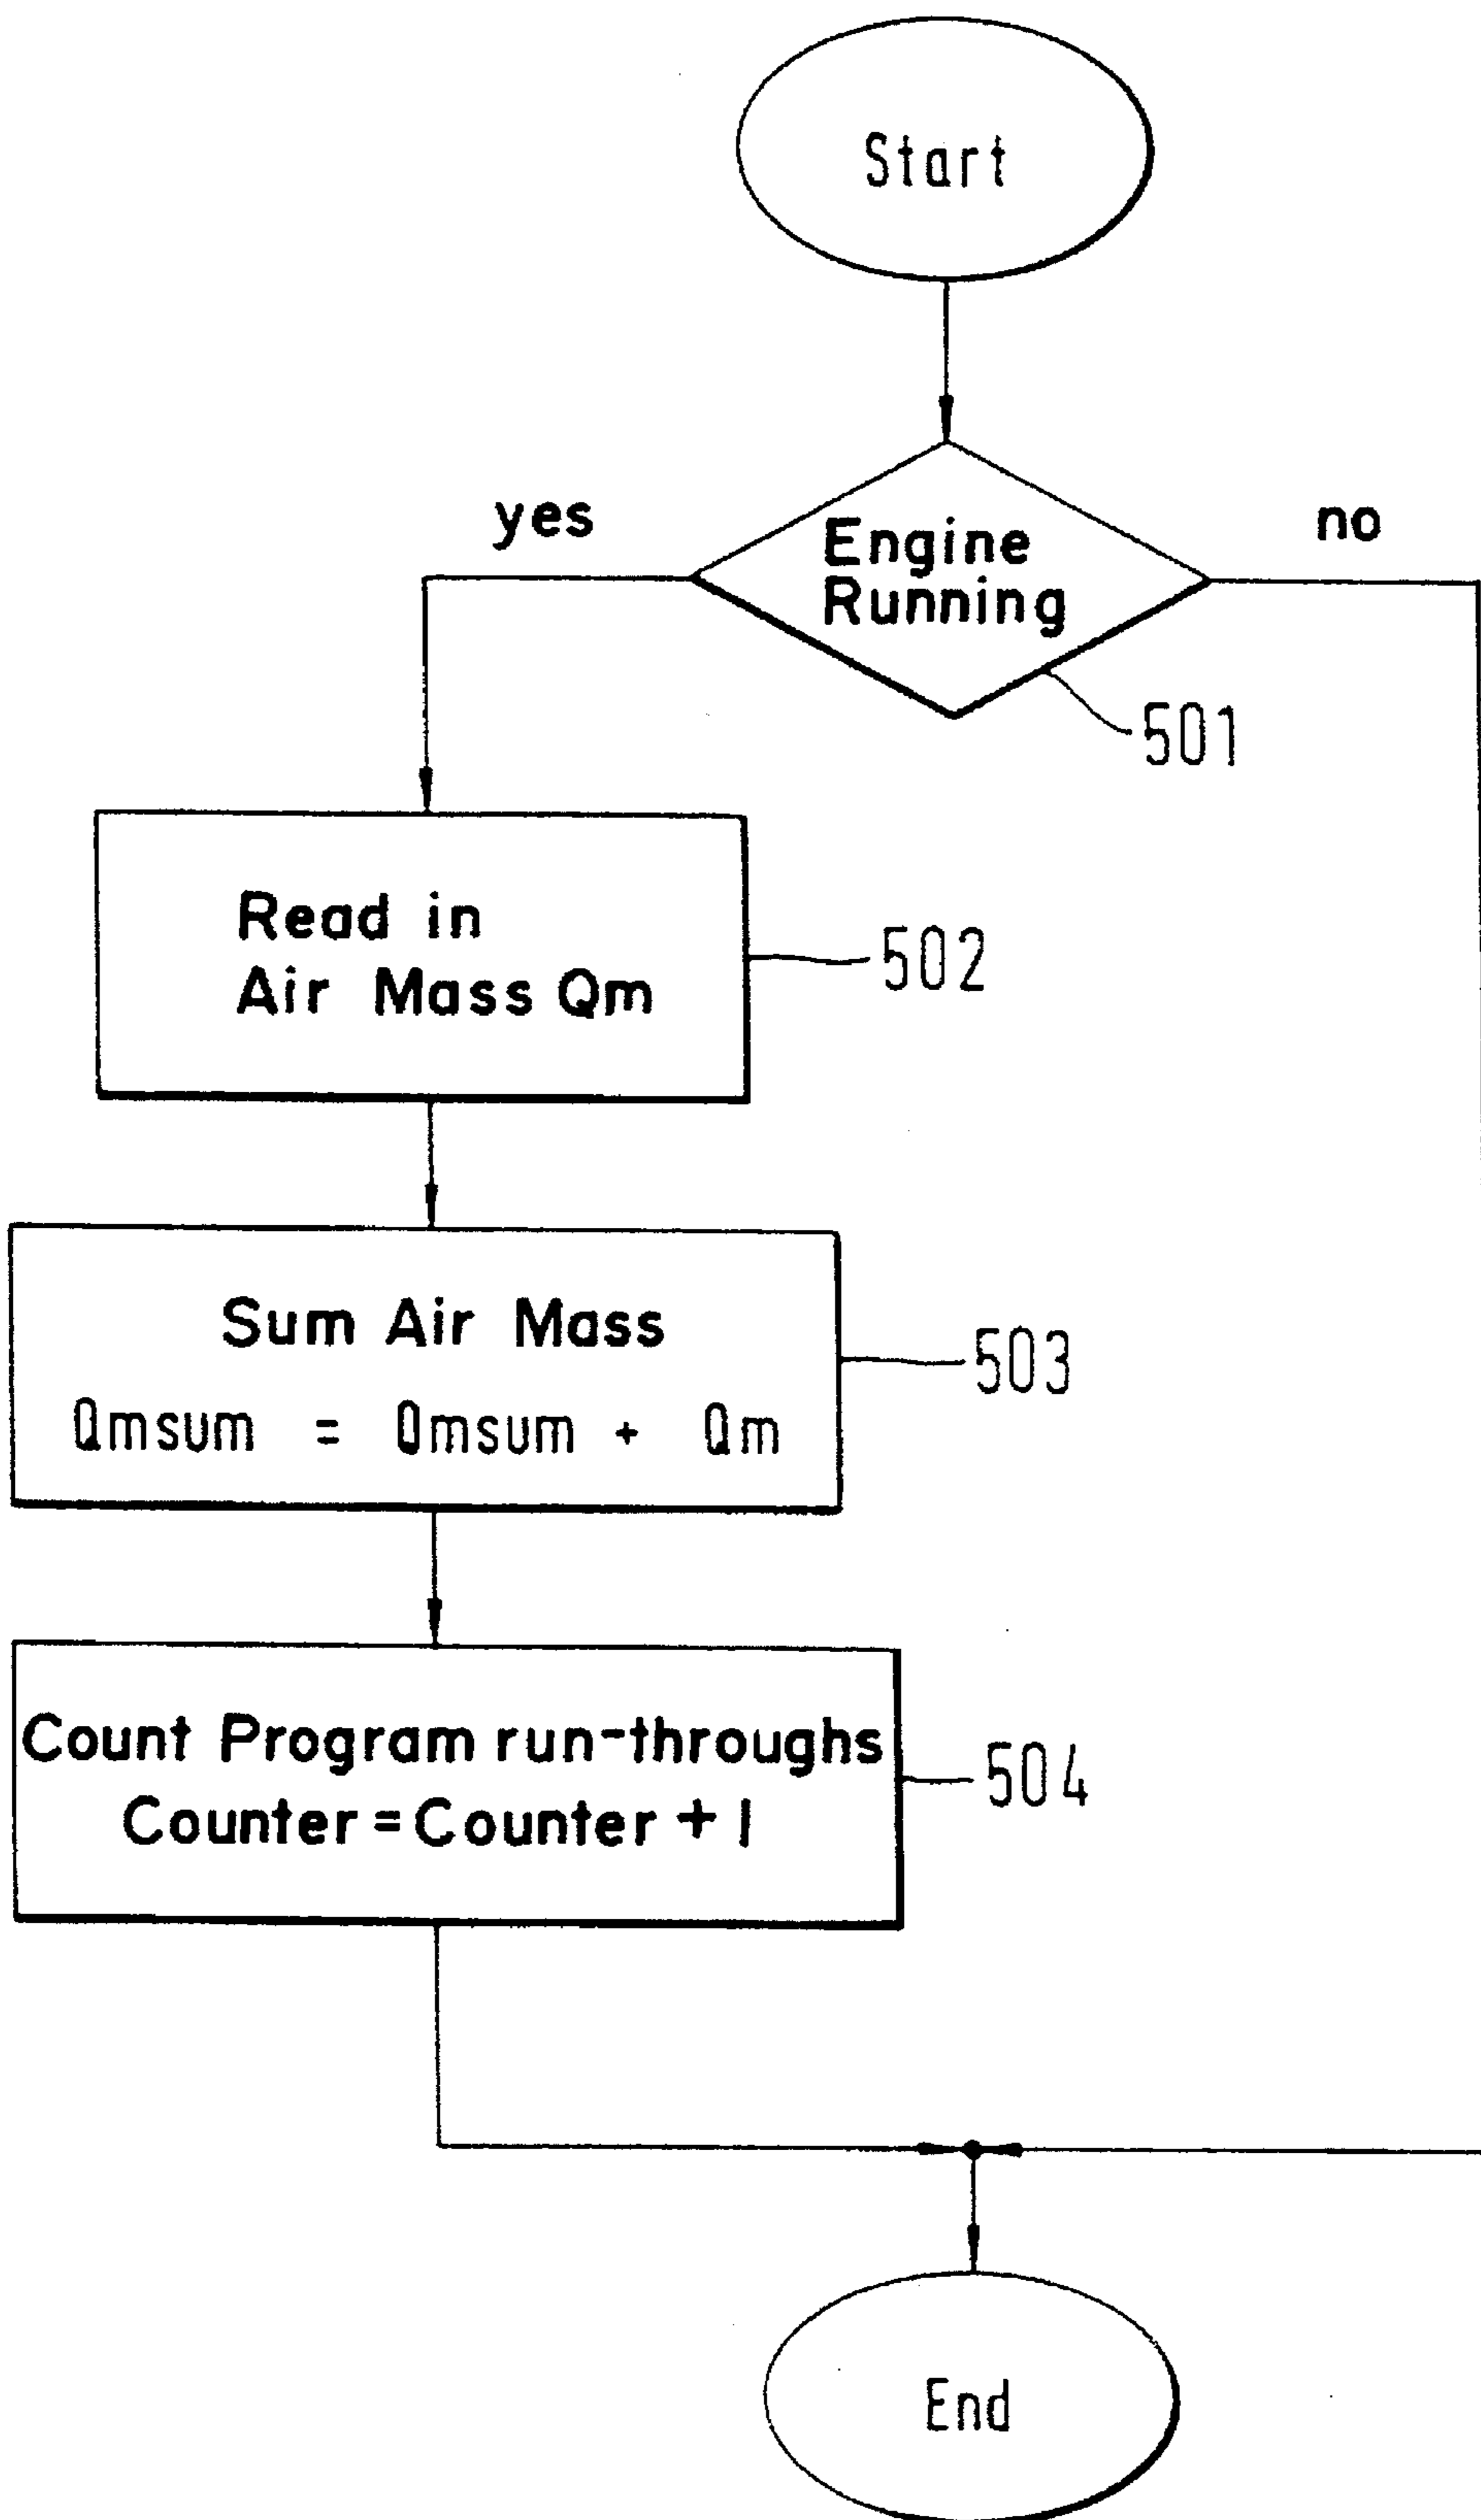 Start
yes
no
Engine
Running
501
Read in
Air Mass Qm
502
Sum Air Mass
Qmsum = Qmsum + Qm
503
Count Program run-throughs
Counter = Counter + 1
504
End